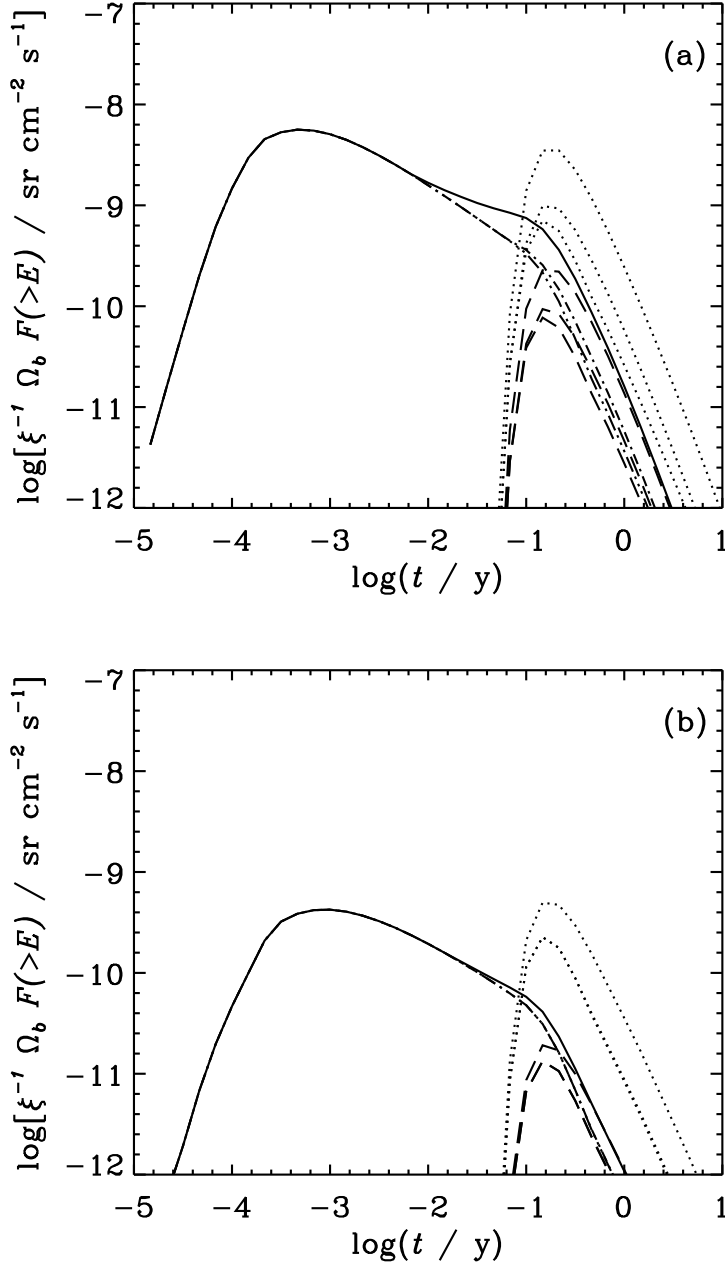 (a)
log[ξ⁻¹ Ω_b F(>E) / sr cm⁻² s⁻¹]
−7
−8
−9
−10
−11
−12
−5 −4 −3 −2 −1 0 1
log(t / y)
(b)
log[ξ⁻¹ Ω_b F(>E) / sr cm⁻² s⁻¹]
−7
−8
−9
−10
−11
−12
−5 −4 −3 −2 −1 0 1
log(t / y)